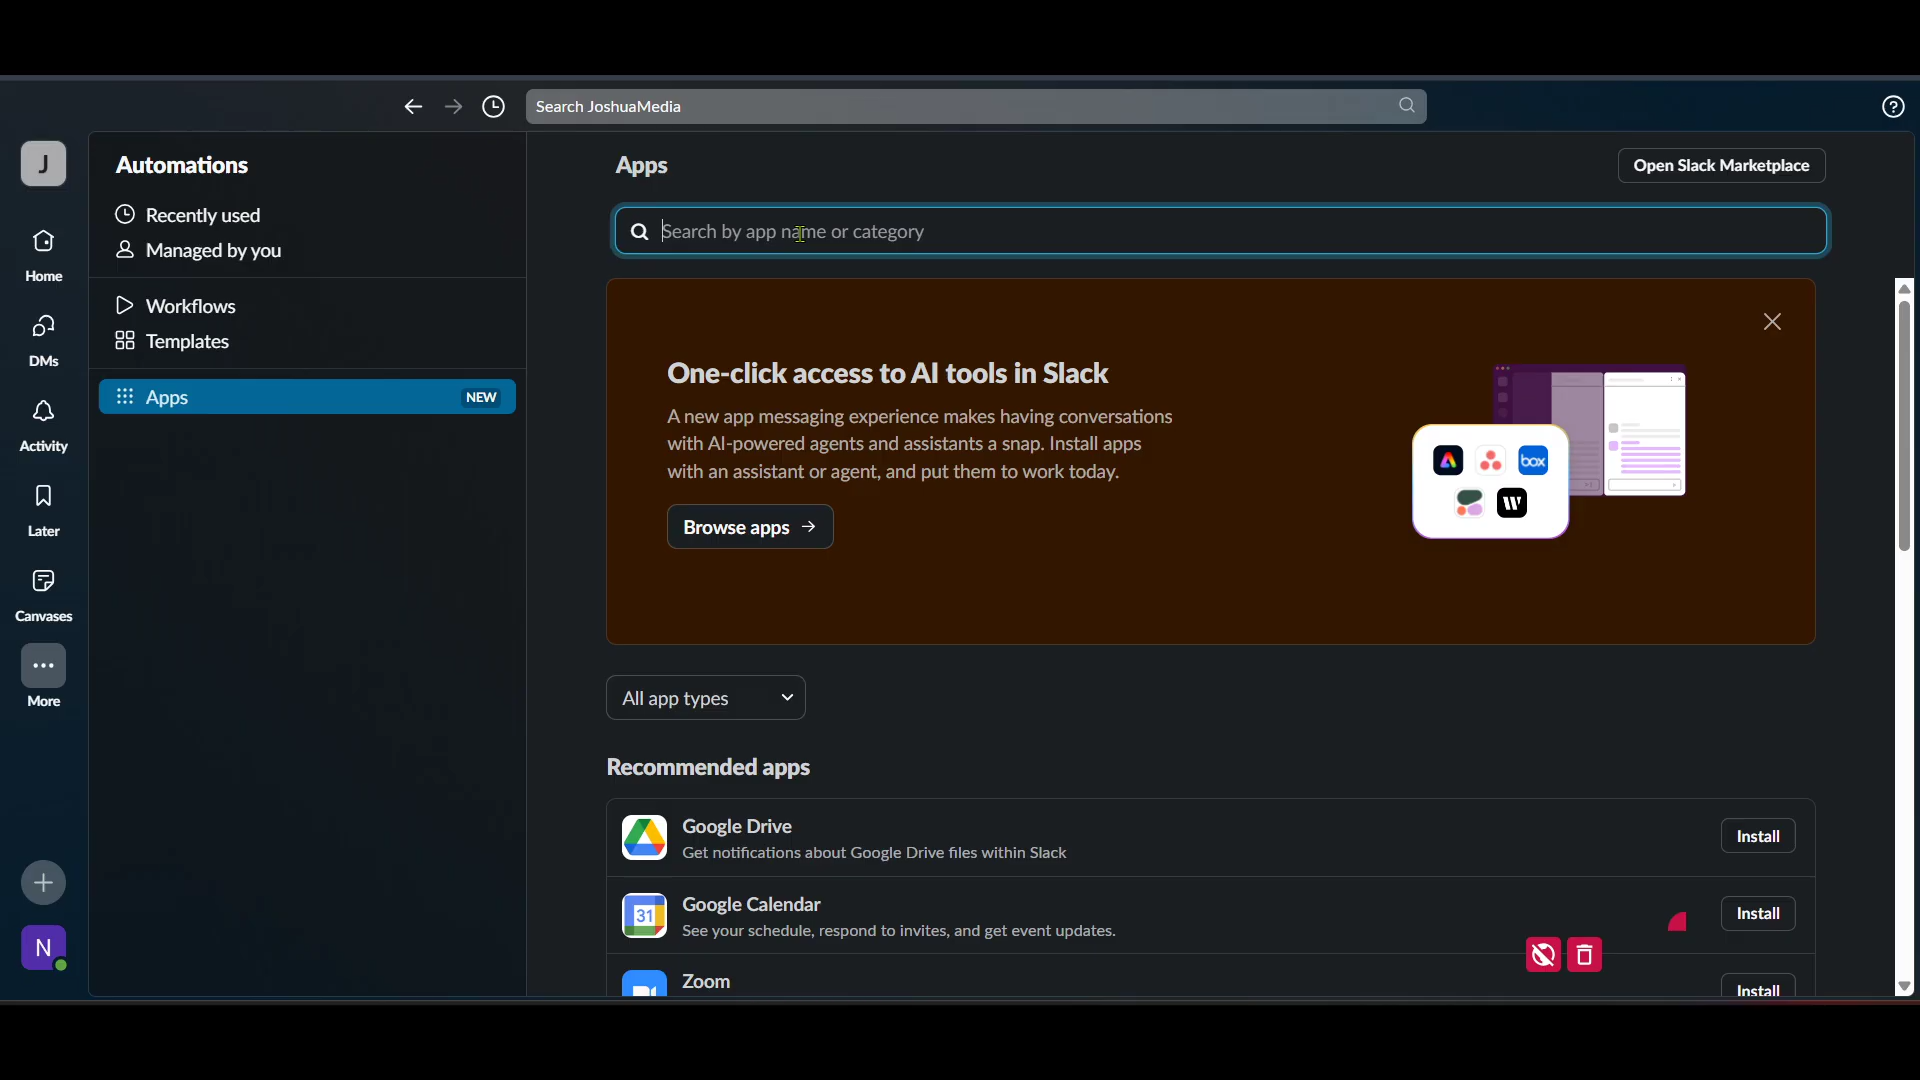 Search JoshuaMedia
J
Home
DMs
Activity
Later
Canvases
More
N
Automations
Recently used
Managed by you
Workflows
Templates
Apps NEW
Apps
Open Slack Marketplace
Search by app name or category
One-click access to AI tools in Slack
A new app messaging experience makes having conversations
with AI-powered agents and assistants a snap. Install apps
with an assistant or agent, and put them to work today.
Browse apps →
box
All app types
Recommended apps
Google Drive
Get notifications about Google Drive files within Slack
Install
31
Google Calendar
See your schedule, respond to invites, and get event updates.
Install
Zoom
Install